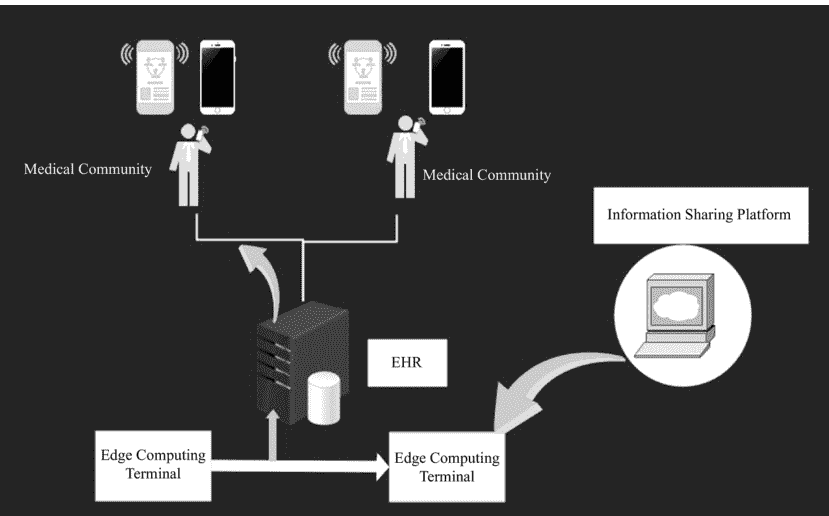 Medical Community
Medical Community
Information Sharing Platform
EHR
Edge Computing
Terminal
Edge Computing
Terminal